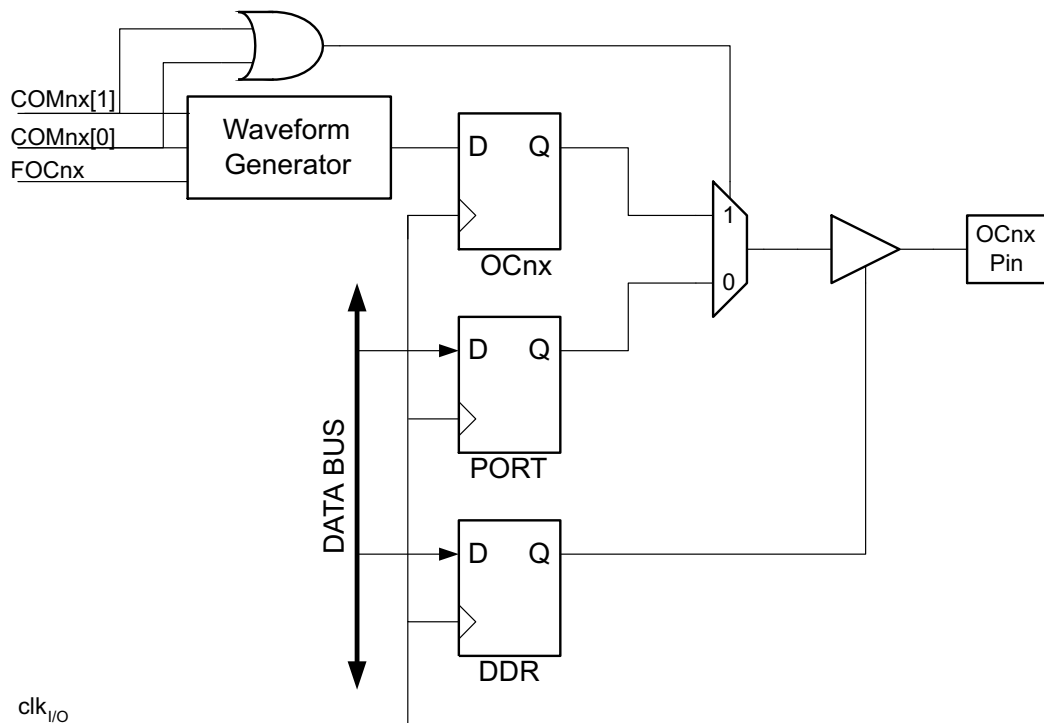 COMnx[1]
COMnx[0]
FOCnx
Waveform
Generator
D Q
OCnx
1
0
OCnx
Pin
D Q
PORT
DATA BUS
D Q
DDR
clkI/O